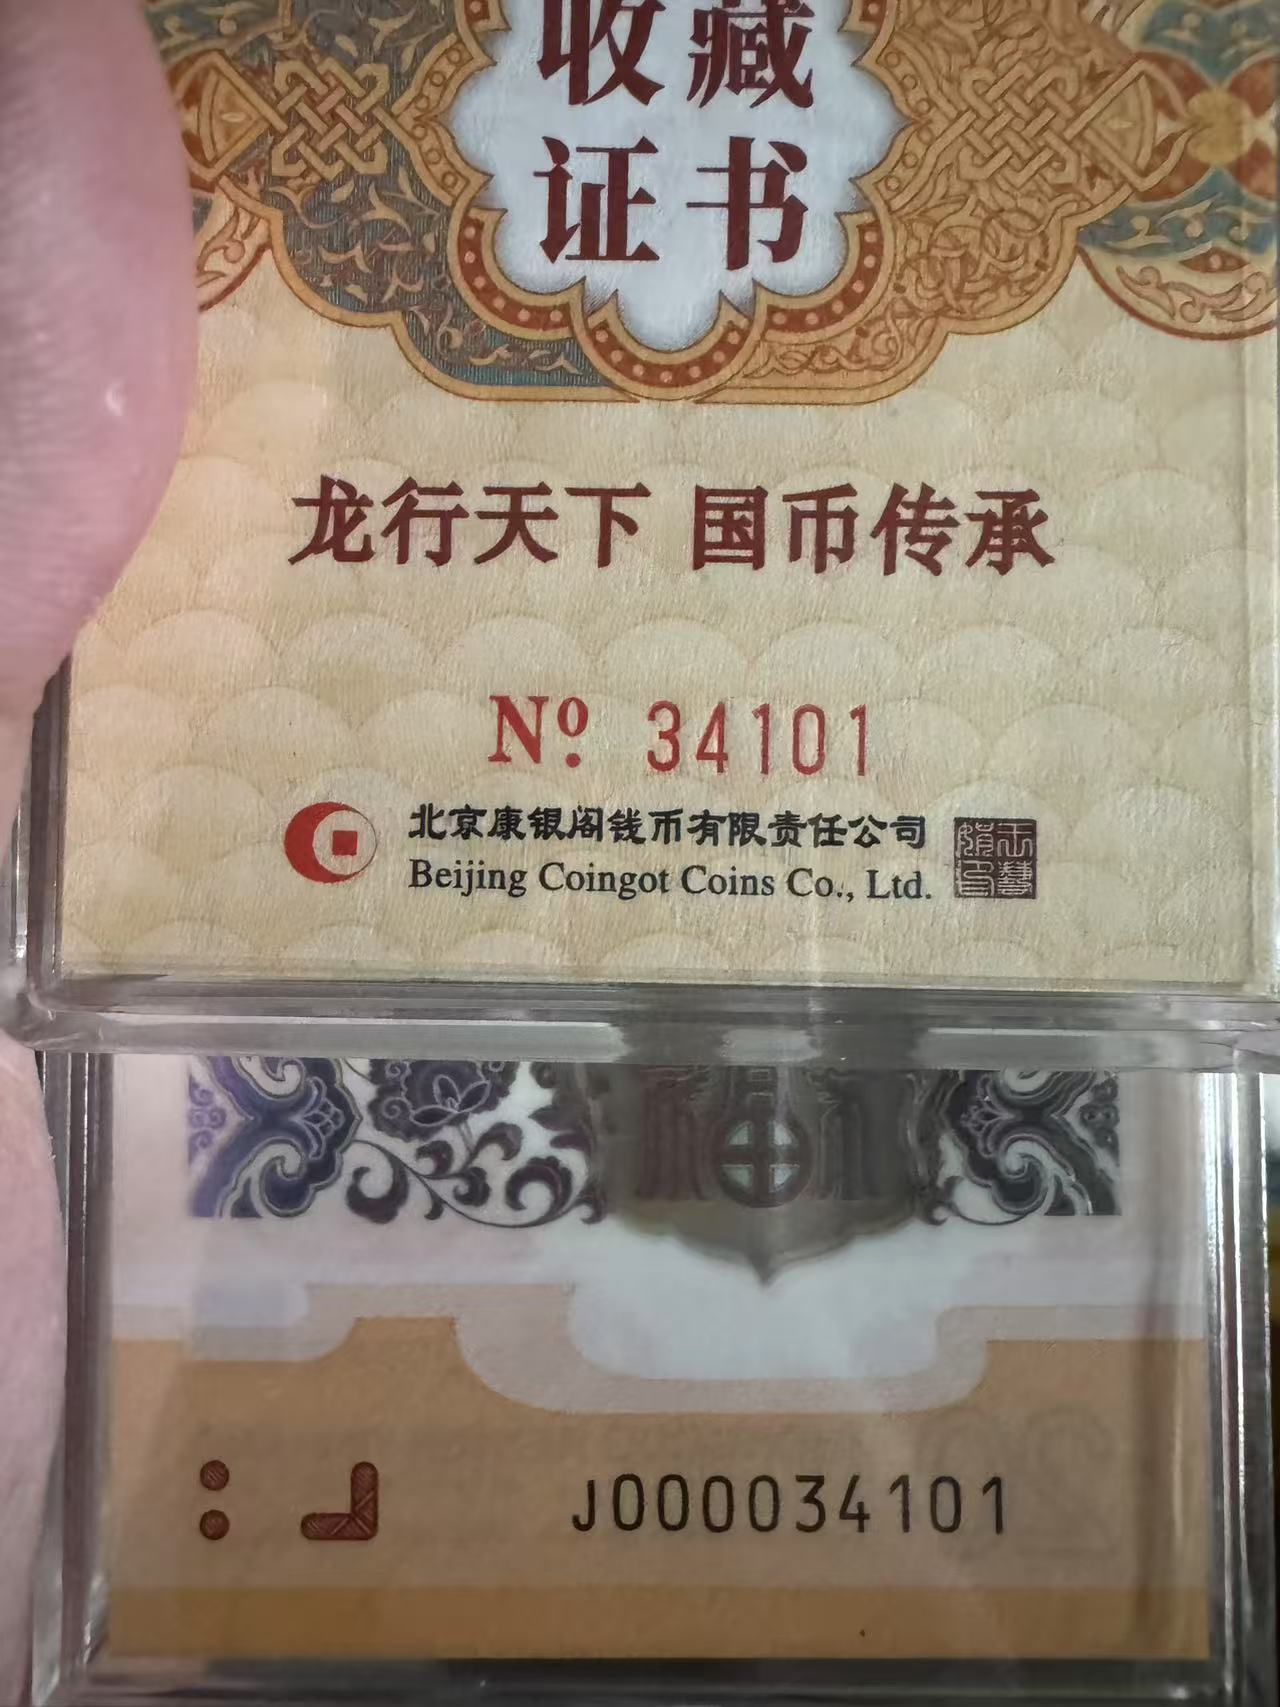 收藏
证书
龙行天下 国币传承
Nº 34101
北京康银阁钱币有限责任公司
Beijing Coingot Coins Co., Ltd.
J000034101
20